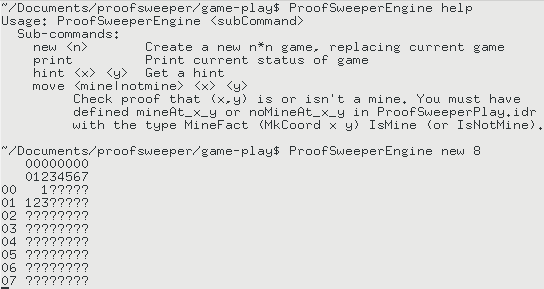 ~/Documents/proofsweeper/game-play$ ProofSweeperEngine help
Usage: ProofSweeperEngine <subCommand>
  Sub-commands:
    new <n>         Create a new n*n game, replacing current game
    print           Print current status of game
    hint <x> <y>  Get a hint
    move <mine|notmine> <x> <y>
          Check proof that (x,y) is or isn't a mine. You must have
          defined mineAt_x_y or noMineAt_x_y in ProofSweeperPlay.idr
          with the type MineFact (MkCoord x y) IsMine (or IsNotMine).
~/Documents/proofsweeper/game-play$ ProofSweeperEngine new 8
   00000000
   01234567
00   1?????
01 123?????
02 ????????
03 ????????
04 ????????
05 ????????
06 ????????
07 ????????